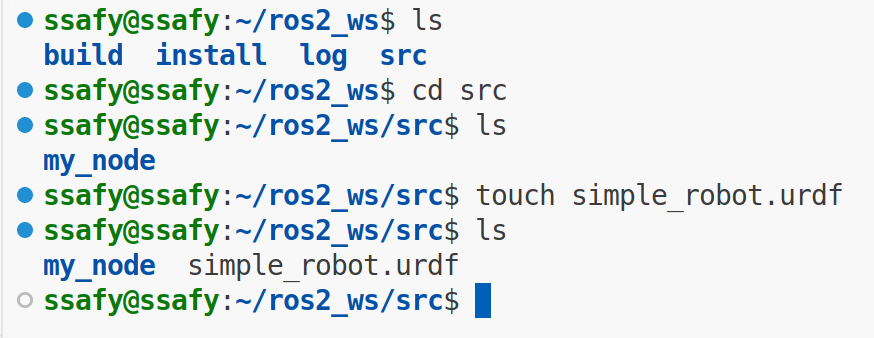 ssafy@ssafy:~/ros2_ws$ ls
build  install  log  src
ssafy@ssafy:~/ros2_ws$ cd src
ssafy@ssafy:~/ros2_ws/src$ ls
my_node
ssafy@ssafy:~/ros2_ws/src$ touch simple_robot.urdf
ssafy@ssafy:~/ros2_ws/src$ ls
my_node  simple_robot.urdf
ssafy@ssafy:~/ros2_ws/src$